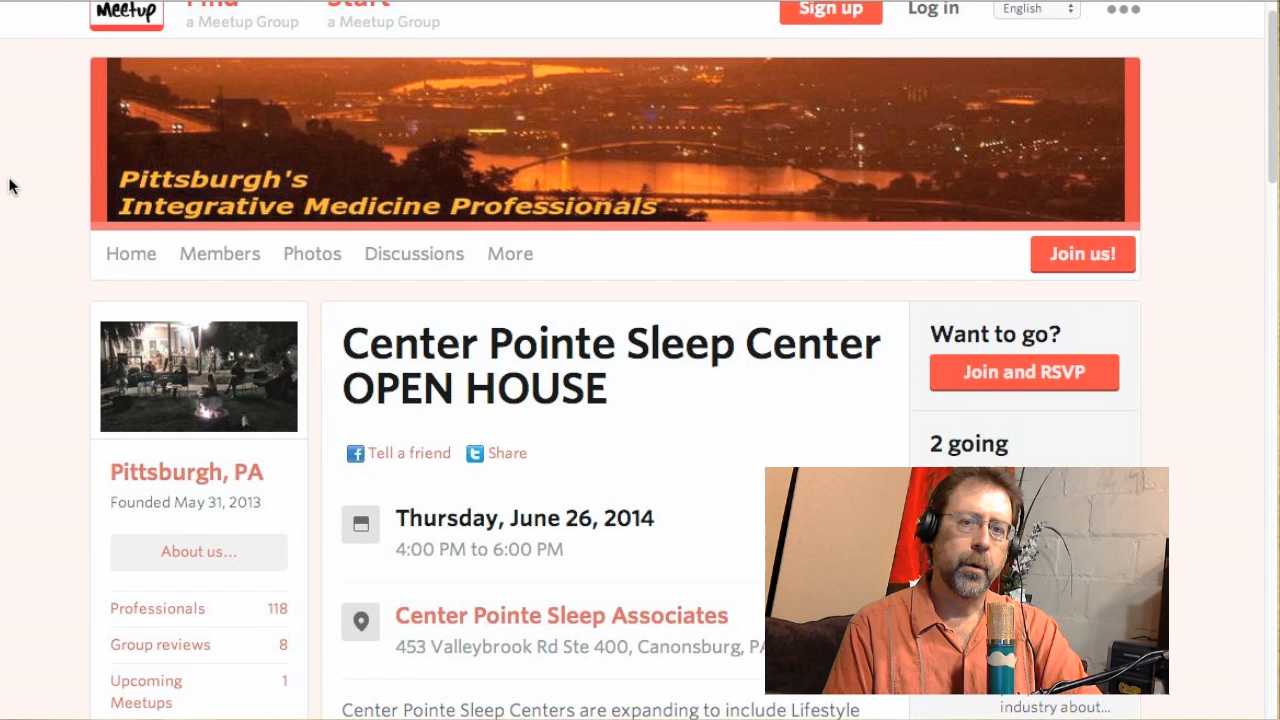 Meetup
Find
a Meetup Group
Start
a Meetup Group
Sign up
Log in
English
Pittsburgh's
Integrative Medicine Professionals
Home
Members
Photos
Discussions
More
Join us!
Center Pointe Sleep Center
OPEN HOUSE
Want to go?
Join and RSVP
2 going
Tell a friend
Share
Pittsburgh, PA
Founded May 31, 2013
About us...
Professionals 118
Group reviews 8
Upcoming 1
Meetups
Thursday, June 26, 2014
4:00 PM to 6:00 PM
Center Pointe Sleep Associates
453 Valleybrook Rd Ste 400, Canonsburg, PA
Center Pointe Sleep Centers are expanding to include Lifestyle
industry about...